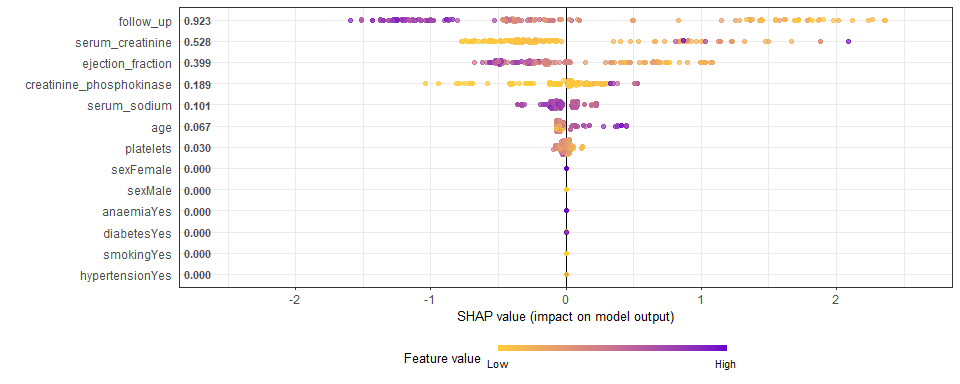 follow_up 0.923
serum_creatinine 0.528
ejection_fraction 0.399
creatinine_phosphokinase 0.189
serum_sodium 0.101
age 0.067
platelets 0.030
sexFemale 0.000
sexMale 0.000
anaemiaYes 0.000
diabetesYes 0.000
smokingYes 0.000
hypertensionYes 0.000
-2 -1 0 1 2
SHAP value (impact on model output)
Feature value Low High